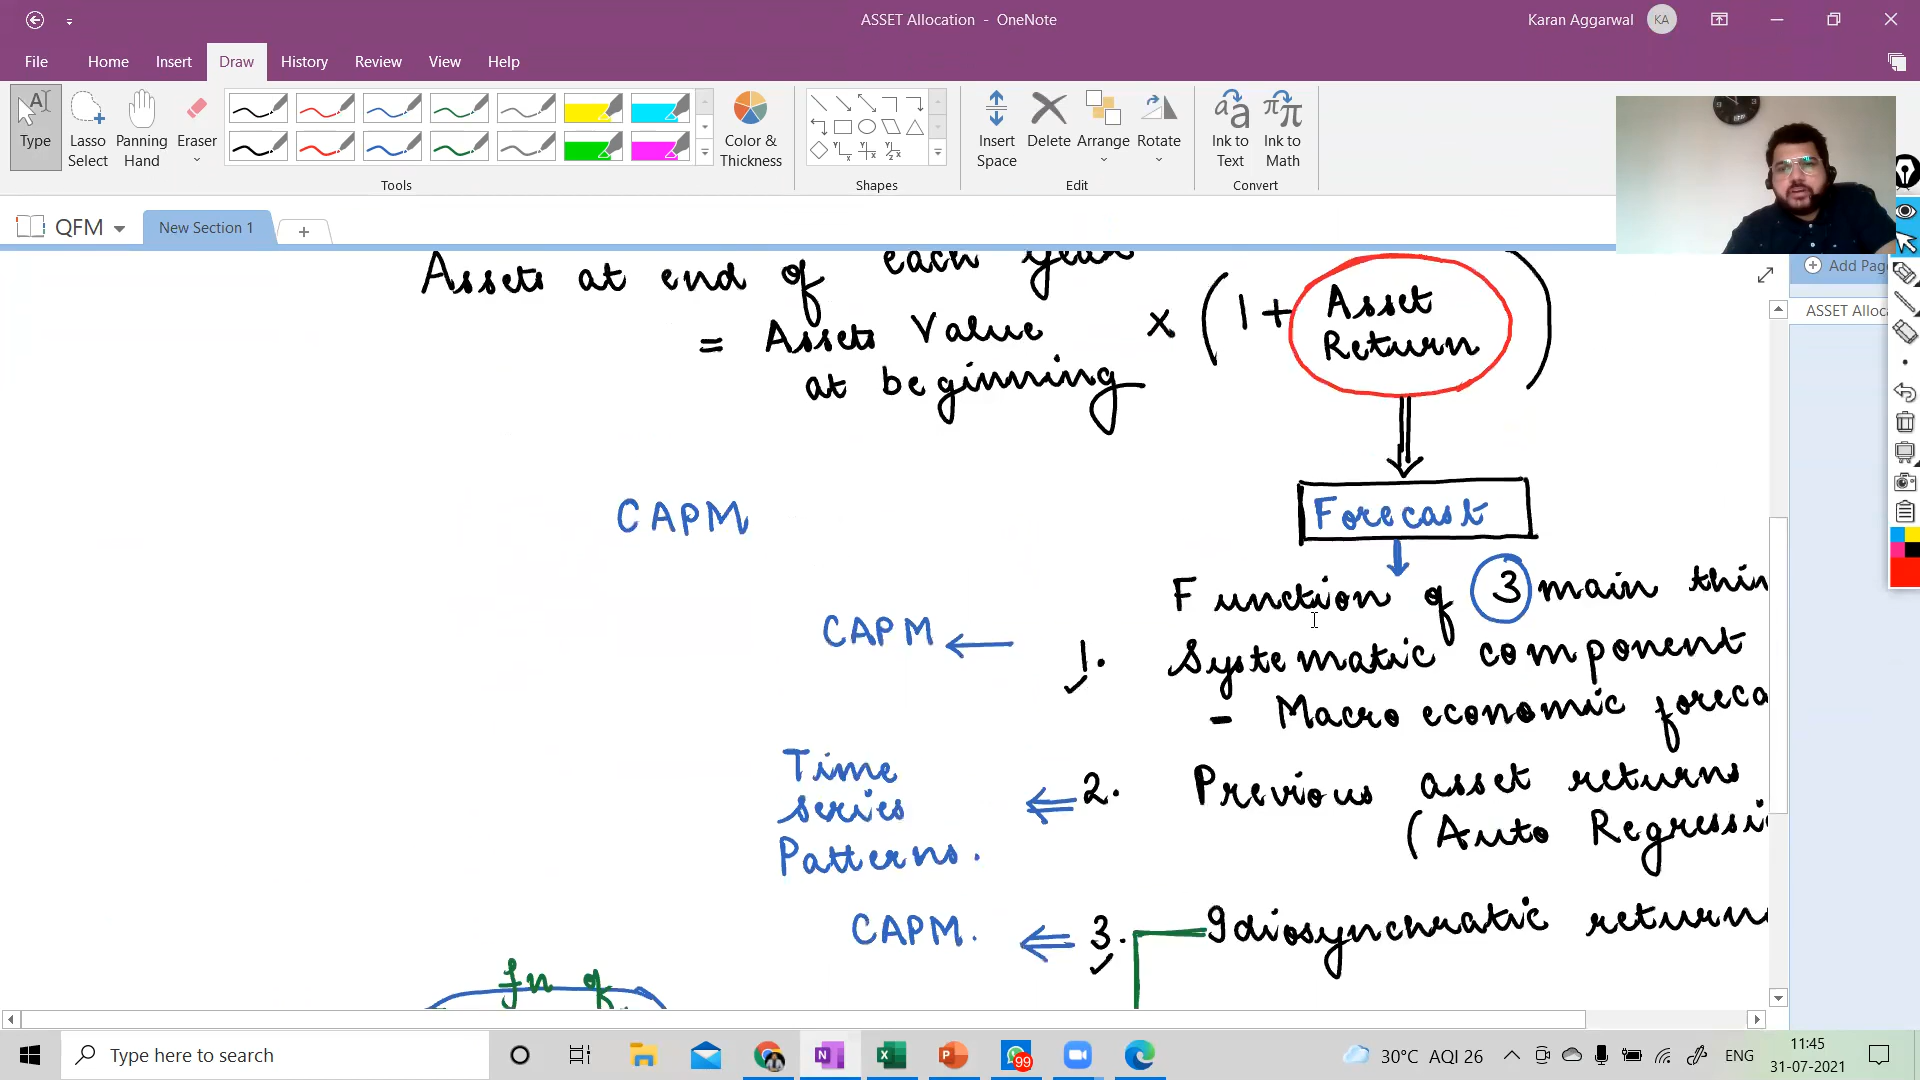 ASSET Allocation - OneNote
Karan Aggarwal KA
File Home Insert Draw History Review View Help
Type
Lasso Select
Panning Hand
Eraser
Color & Thickness
Insert Space
Delete
Arrange
Rotate
Ink to Text
Ink to Math
Tools
Shapes
Edit
Convert
QFM
New Section 1
Add Pag
ASSET Alloc
Assets at end of each year
= Assets Value × (1 + Asset
at beginning Return)
Forecast
CAPM
Function of 3 main thin
CAPM ← 1. Systematic component
- Macro economic foreca
Time series Patterns. ⇐ 2. Previous asset returns
(Auto Regressi
CAPM. ⇐ 3. Idiosynchratic returns
fn of
Type here to search
99
30°C AQI 26
ENG
11:45
31-07-2021